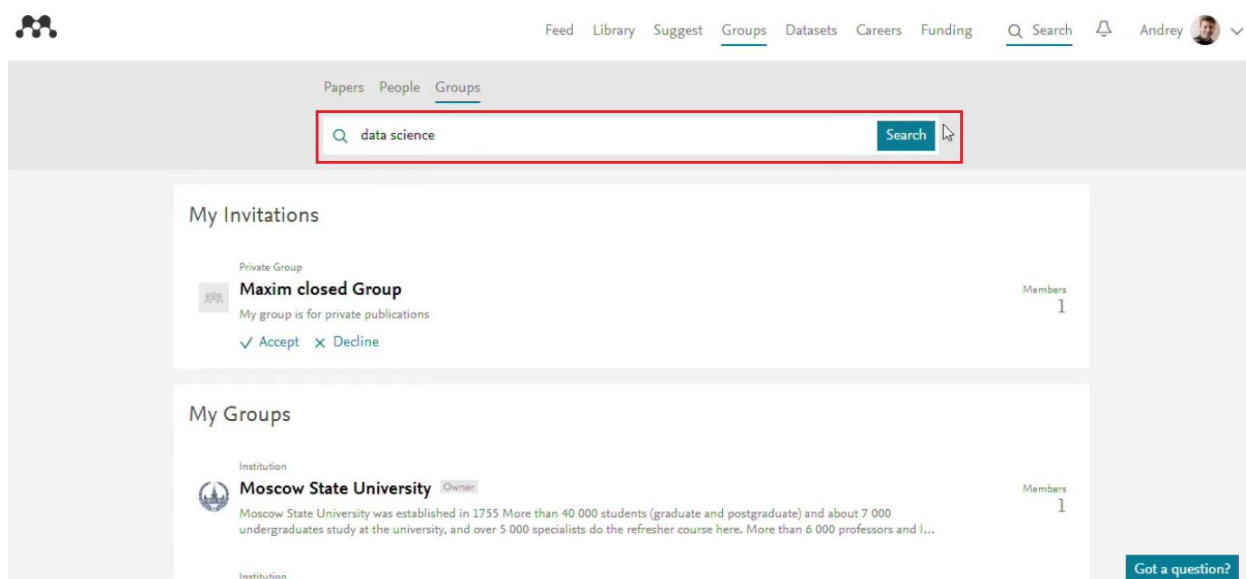 Feed Library Suggest Groups Datasets Careers Funding Search Andrey
Papers People Groups
data science Search
My Invitations
Private Group
Maxim closed Group
My group is for private publications
Accept Decline
Members
1
My Groups
Institution
Moscow State University Owner
Moscow State University was established in 1755 More than 40 000 students (graduate and postgraduate) and about 7 000
undergraduates study at the university, and over 5 000 specialists do the refresher course here. More than 6 000 professors and l...
Members
1
Institution
Got a question?